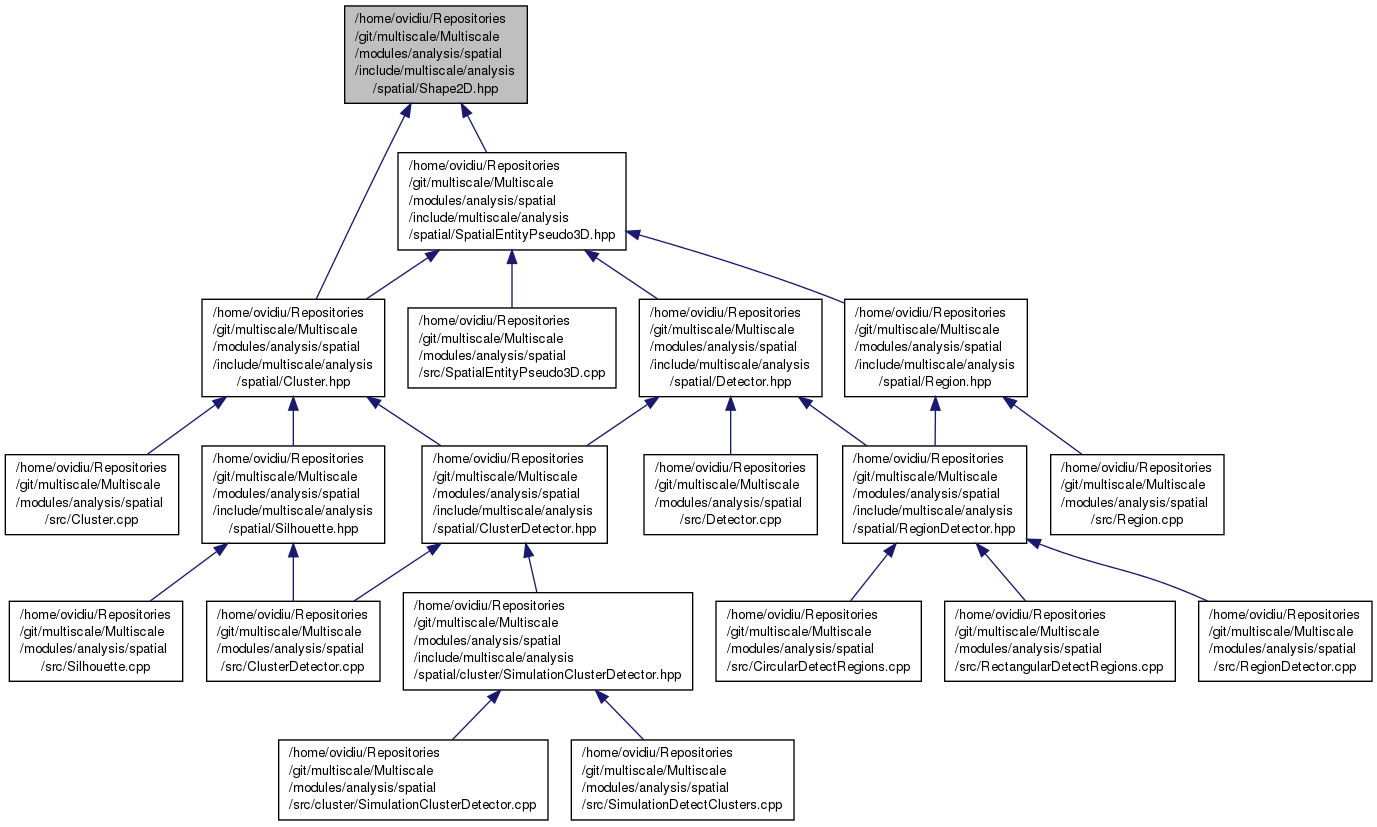 /home/ovidiu/Repositories
/git/multiscale/Multiscale
/modules/analysis/spatial
/include/multiscale/analysis
/spatial/Shape2D.hpp
/home/ovidiu/Repositories
/git/multiscale/Multiscale
/modules/analysis/spatial
/include/multiscale/analysis
/spatial/SpatialEntityPseudo3D.hpp
/home/ovidiu/Repositories
/git/multiscale/Multiscale
/modules/analysis/spatial
/include/multiscale/analysis
/spatial/Cluster.hpp
/home/ovidiu/Repositories
/git/multiscale/Multiscale
/modules/analysis/spatial
/src/SpatialEntityPseudo3D.cpp
/home/ovidiu/Repositories
/git/multiscale/Multiscale
/modules/analysis/spatial
/include/multiscale/analysis
/spatial/Detector.hpp
/home/ovidiu/Repositories
/git/multiscale/Multiscale
/modules/analysis/spatial
/include/multiscale/analysis
/spatial/Region.hpp
/home/ovidiu/Repositories
/git/multiscale/Multiscale
/modules/analysis/spatial
/src/Cluster.cpp
/home/ovidiu/Repositories
/git/multiscale/Multiscale
/modules/analysis/spatial
/include/multiscale/analysis
/spatial/Silhouette.hpp
/home/ovidiu/Repositories
/git/multiscale/Multiscale
/modules/analysis/spatial
/include/multiscale/analysis
/spatial/ClusterDetector.hpp
/home/ovidiu/Repositories
/git/multiscale/Multiscale
/modules/analysis/spatial
/src/Detector.cpp
/home/ovidiu/Repositories
/git/multiscale/Multiscale
/modules/analysis/spatial
/include/multiscale/analysis
/spatial/RegionDetector.hpp
/home/ovidiu/Repositories
/git/multiscale/Multiscale
/modules/analysis/spatial
/src/Region.cpp
/home/ovidiu/Repositories
/git/multiscale/Multiscale
/modules/analysis/spatial
/src/Silhouette.cpp
/home/ovidiu/Repositories
/git/multiscale/Multiscale
/modules/analysis/spatial
/src/ClusterDetector.cpp
/home/ovidiu/Repositories
/git/multiscale/Multiscale
/modules/analysis/spatial
/include/multiscale/analysis
/spatial/cluster/SimulationClusterDetector.hpp
/home/ovidiu/Repositories
/git/multiscale/Multiscale
/modules/analysis/spatial
/src/CircularDetectRegions.cpp
/home/ovidiu/Repositories
/git/multiscale/Multiscale
/modules/analysis/spatial
/src/RectangularDetectRegions.cpp
/home/ovidiu/Repositories
/git/multiscale/Multiscale
/modules/analysis/spatial
/src/RegionDetector.cpp
/home/ovidiu/Repositories
/git/multiscale/Multiscale
/modules/analysis/spatial
/src/cluster/SimulationClusterDetector.cpp
/home/ovidiu/Repositories
/git/multiscale/Multiscale
/modules/analysis/spatial
/src/SimulationDetectClusters.cpp